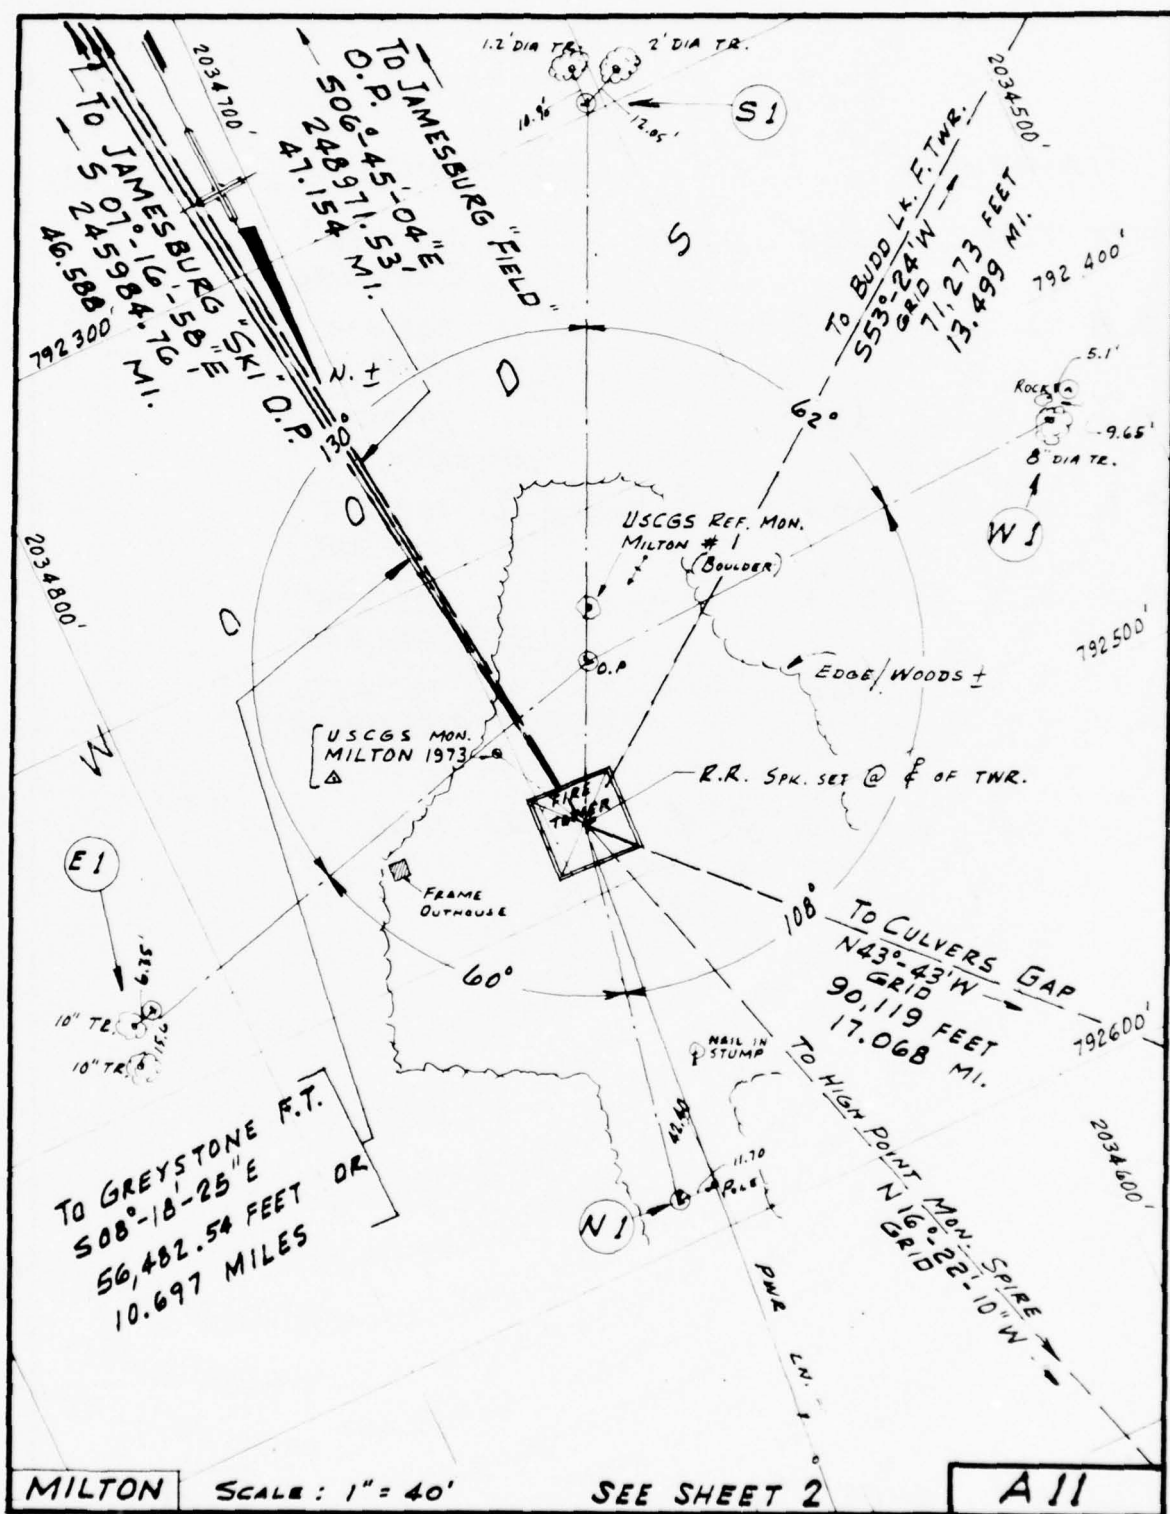 1.2' DIA TR.
2' DIA TR.
10.96'
12.05'
S1
2034700'
2034500'
TO JAMESBURG "FIELD"
O.P.
S06°-45'-04"E
248971.53'
47.154 MI.
TO JAMESBURG "SKI" O.P.
S 07°-16'-58"E
245984.76'
46.588 MI.
TO BUDD LK. F. TWR.
S53°-24'W
GRID
71,273 FEET
13.499 MI.
S
792 400'
792 300'
N. ±
5.1'
ROCK
9.65'
8" DIA TR.
W1
130°
62°
D
O
O
W
USCGS REF. MON.
MILTON # 1
(BOULDER)
2034800'
792500'
O.P
EDGE/WOODS ±
USCGS MON.
MILTON 1973
R.R. SPK. SET @ ₵ OF TWR.
FIRE
TOWER
E1
FRAME
OUTHOUSE
6.35'
10" TR.
10" TR.
15.6'
60°
108°
TO CULVERS GAP
N43°-43'W
GRID
90,119 FEET
17.068 MI.
792600'
NAIL IN
STUMP
TO HIGH POINT MON. SPIRE
N 16°-22'-10"W
GRID
2034600'
TO GREYSTONE F.T.
S08°-18'-25"E
56,482.54 FEET OR
10.697 MILES
11.70
POLE
N1
PWR LN.
MILTON
SCALE: 1" = 40'
SEE SHEET 2
A 11